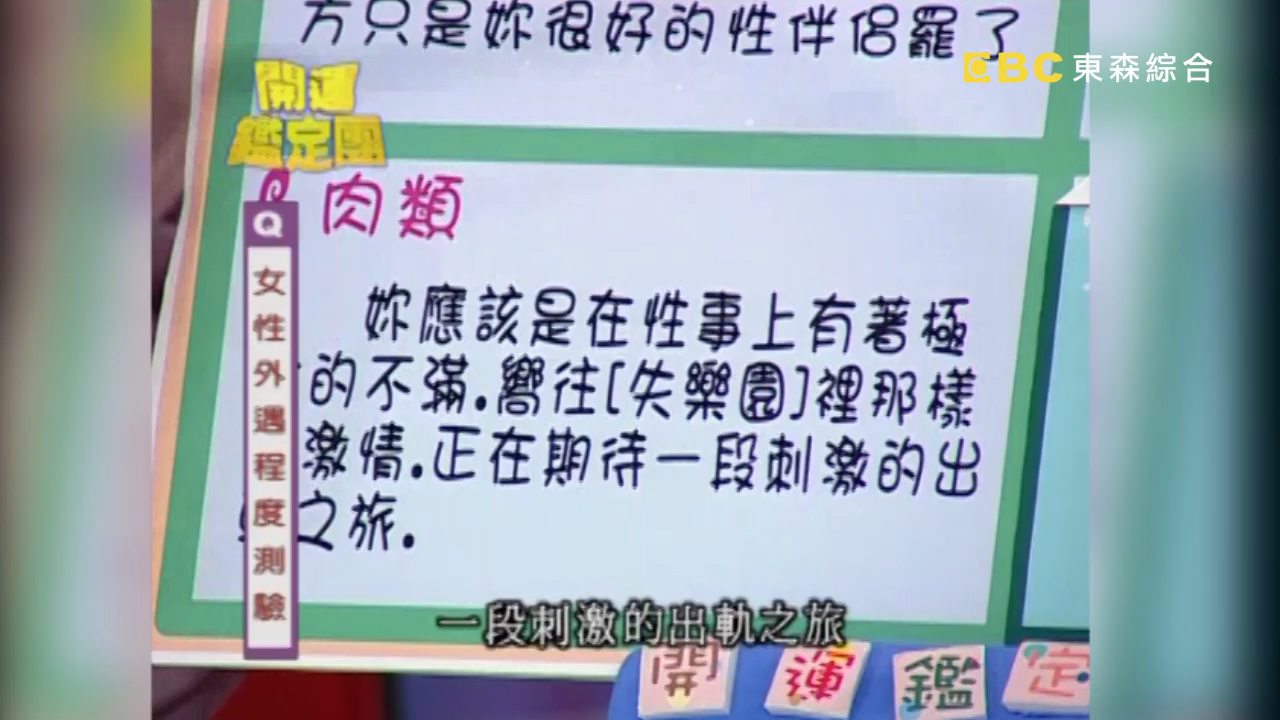 方只是妳很好的性伴侶罷了
EBC 東森綜合
開運
鑑定團
肉類
Q
女性外遇程度測驗
妳應該是在性事上有著極
的不滿.嚮往[失樂園]裡那樣
激情.正在期待一段刺激的出
之旅.
一段刺激的出軌之旅
開運鑑定